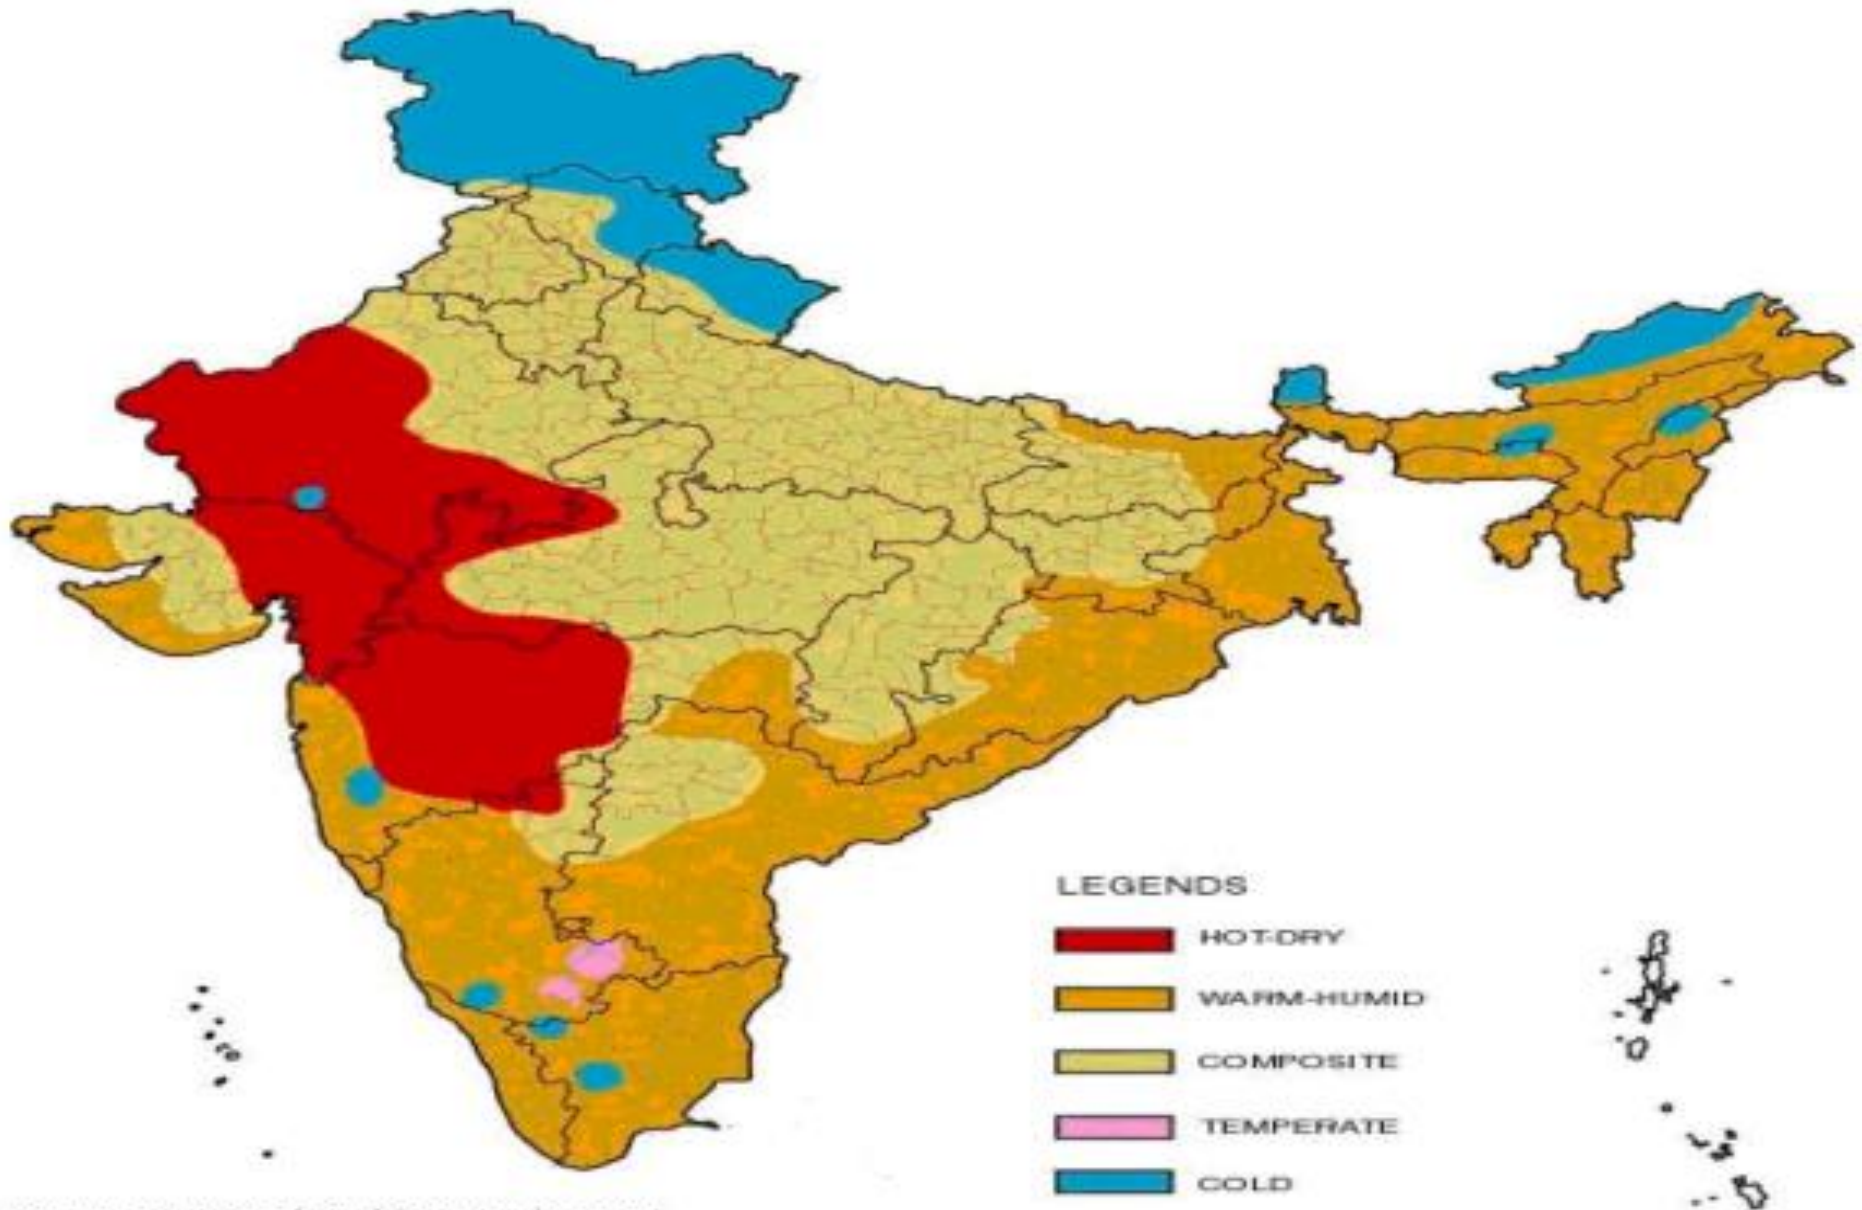 LEGENDS
HOT-DRY
WARM-HUMID
COMPOSITE
TEMPERATE
COLD